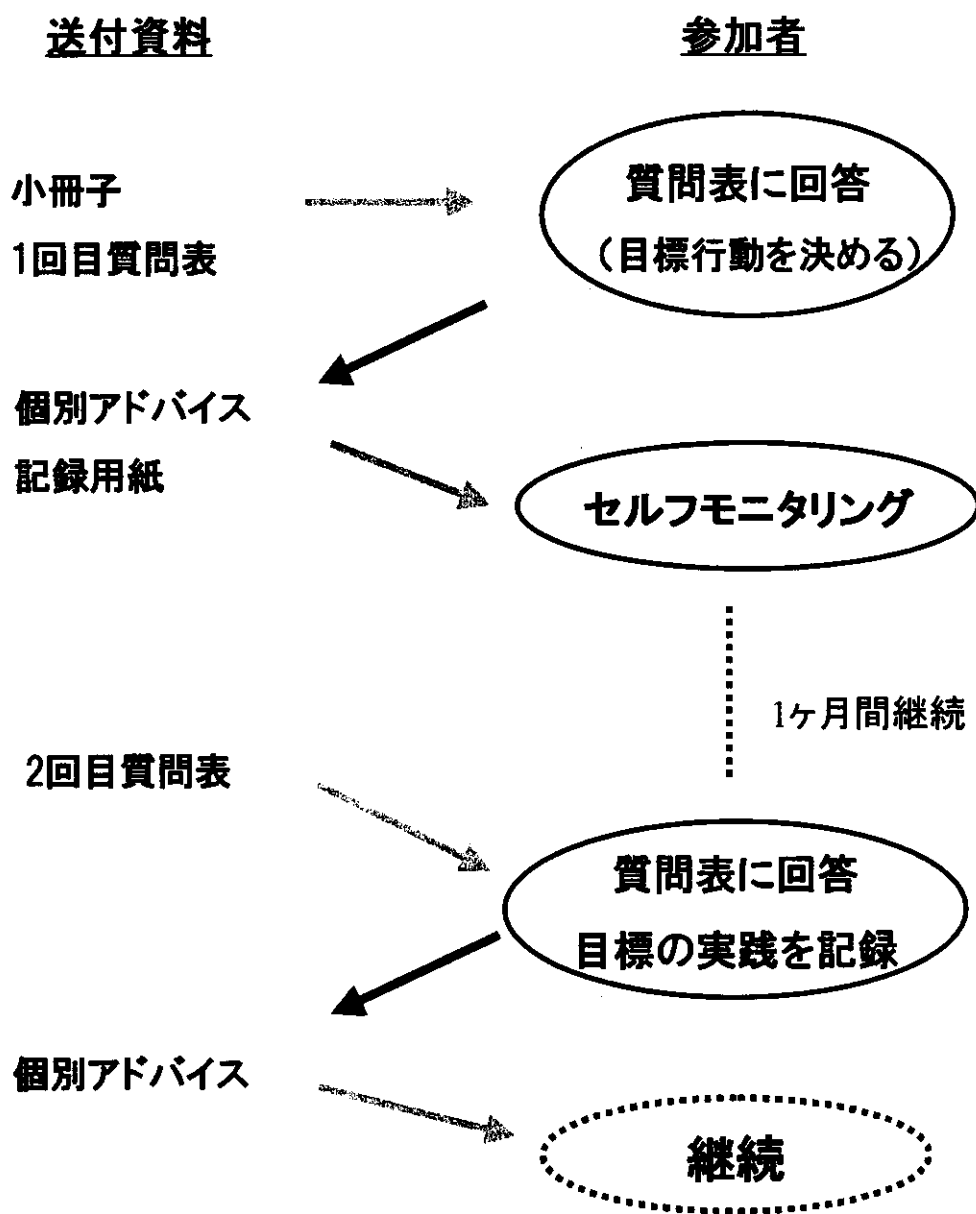 送付資料
参加者
小冊子
1回目質問表
質問表に回答
（目標行動を決める）
個別アドバイス
記録用紙
セルフモニタリング
1ヶ月間継続
2回目質問表
質問表に回答
目標の実践を記録
個別アドバイス
継続